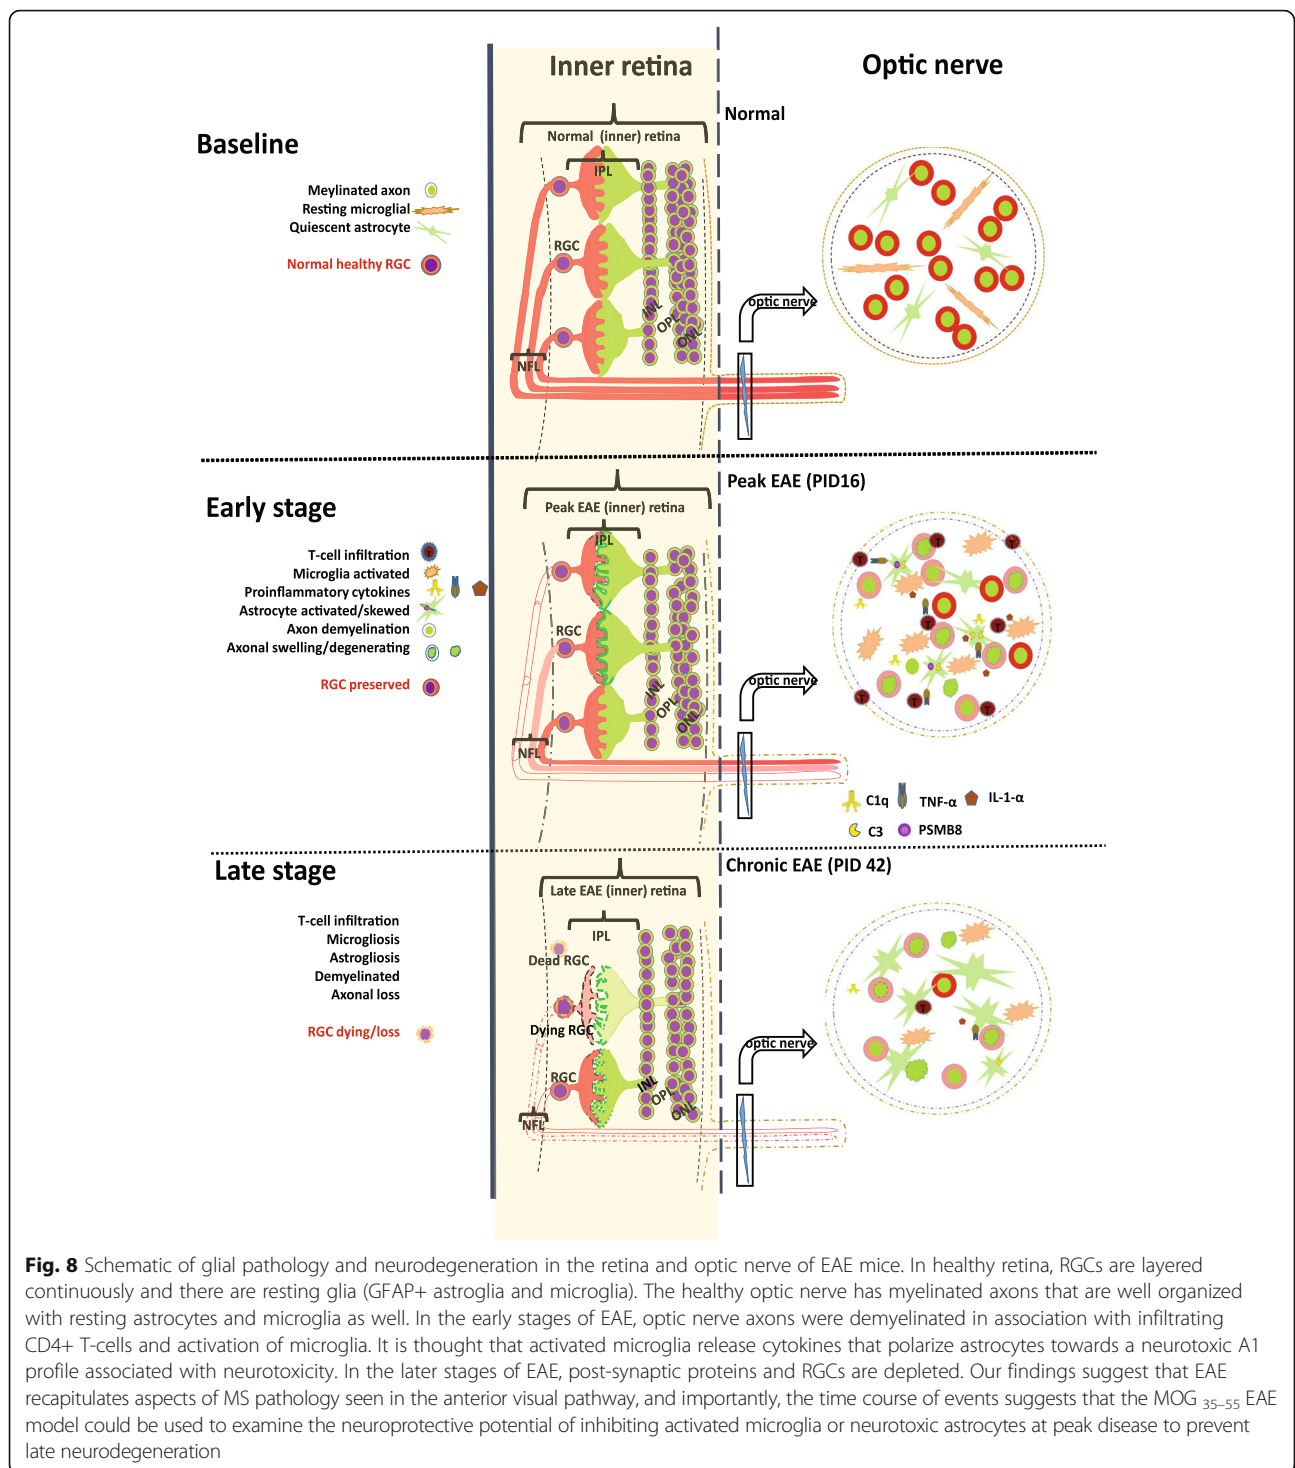 Inner retina
Optic nerve
Baseline
Meylinated axon
Resting microglial
Quiescent astrocyte
Normal healthy RGC
Normal (inner) retina
IPL
RGC
INL
OPL
ONL
NFL
Normal
optic nerve
Early stage
T-cell infiltration
T
Microglia activated
Proinflammatory cytokines
Astrocyte activated/skewed
Axon demyelination
Axonal swelling/degenerating
RGC preserved
Peak EAE (inner) retina
IPL
RGC
INL
OPL
ONL
NFL
Peak EAE (PID16)
optic nerve
T
T
T
T
T
T
T
T
C1q
TNF-α
IL-1-α
C3
PSMB8
Late stage
T-cell infiltration
Microgliosis
Astrogliosis
Demyelinated
Axonal loss
RGC dying/loss
Late EAE (inner) retina
IPL
Dead RGC
Dying RGC
RGC
INL
OPL
ONL
NFL
Chronic EAE (PID 42)
optic nerve
T
Fig. 8 Schematic of glial pathology and neurodegeneration in the retina and optic nerve of EAE mice. In healthy retina, RGCs are layered
continuously and there are resting glia (GFAP+ astroglia and microglia). The healthy optic nerve has myelinated axons that are well organized
with resting astrocytes and microglia as well. In the early stages of EAE, optic nerve axons were demyelinated in association with infiltrating
CD4+ T-cells and activation of microglia. It is thought that activated microglia release cytokines that polarize astrocytes towards a neurotoxic A1
profile associated with neurotoxicity. In the later stages of EAE, post-synaptic proteins and RGCs are depleted. Our findings suggest that EAE
recapitulates aspects of MS pathology seen in the anterior visual pathway, and importantly, the time course of events suggests that the MOG 35–55 EAE
model could be used to examine the neuroprotective potential of inhibiting activated microglia or neurotoxic astrocytes at peak disease to prevent
late neurodegeneration